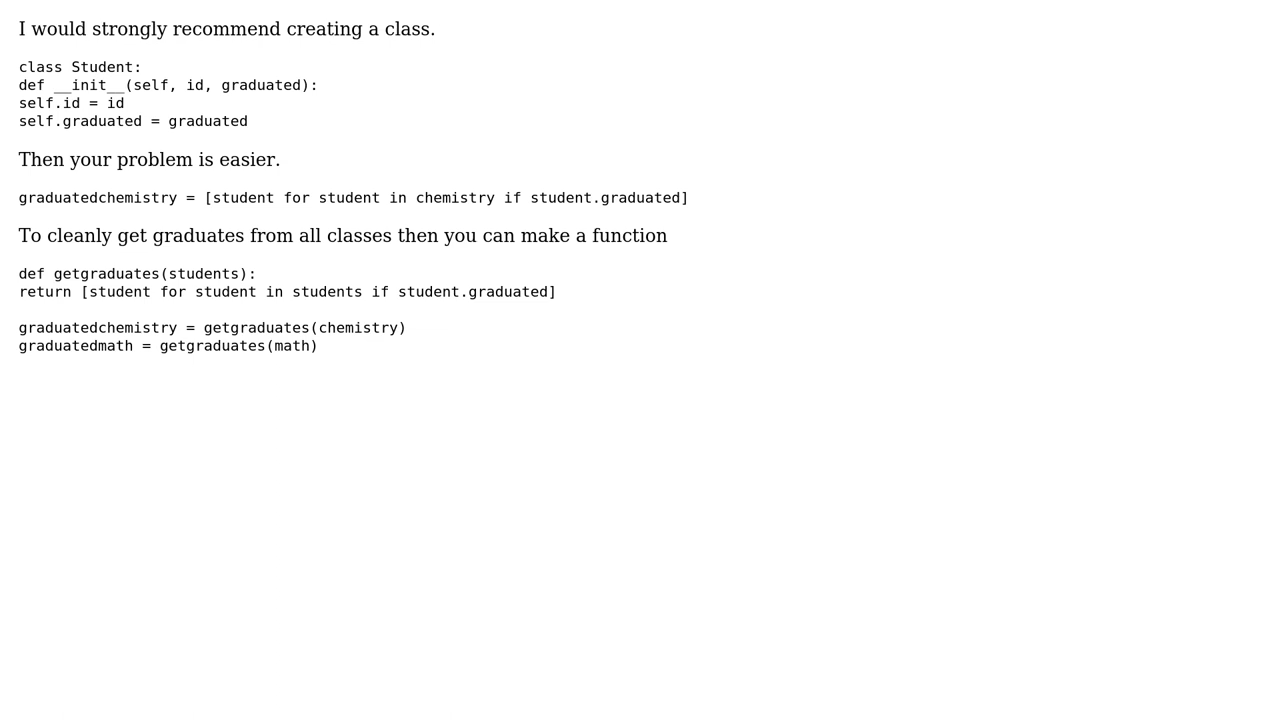 I would strongly recommend creating a class.
class Student:
def __init__(self, id, graduated):
self.id = id
self.graduated = graduated
Then your problem is easier.
graduatedchemistry = [student for student in chemistry if student.graduated]
To cleanly get graduates from all classes then you can make a function
def getgraduates(students):
return [student for student in students if student.graduated]
graduatedchemistry = getgraduates(chemistry)
graduatedmath = getgraduates(math)